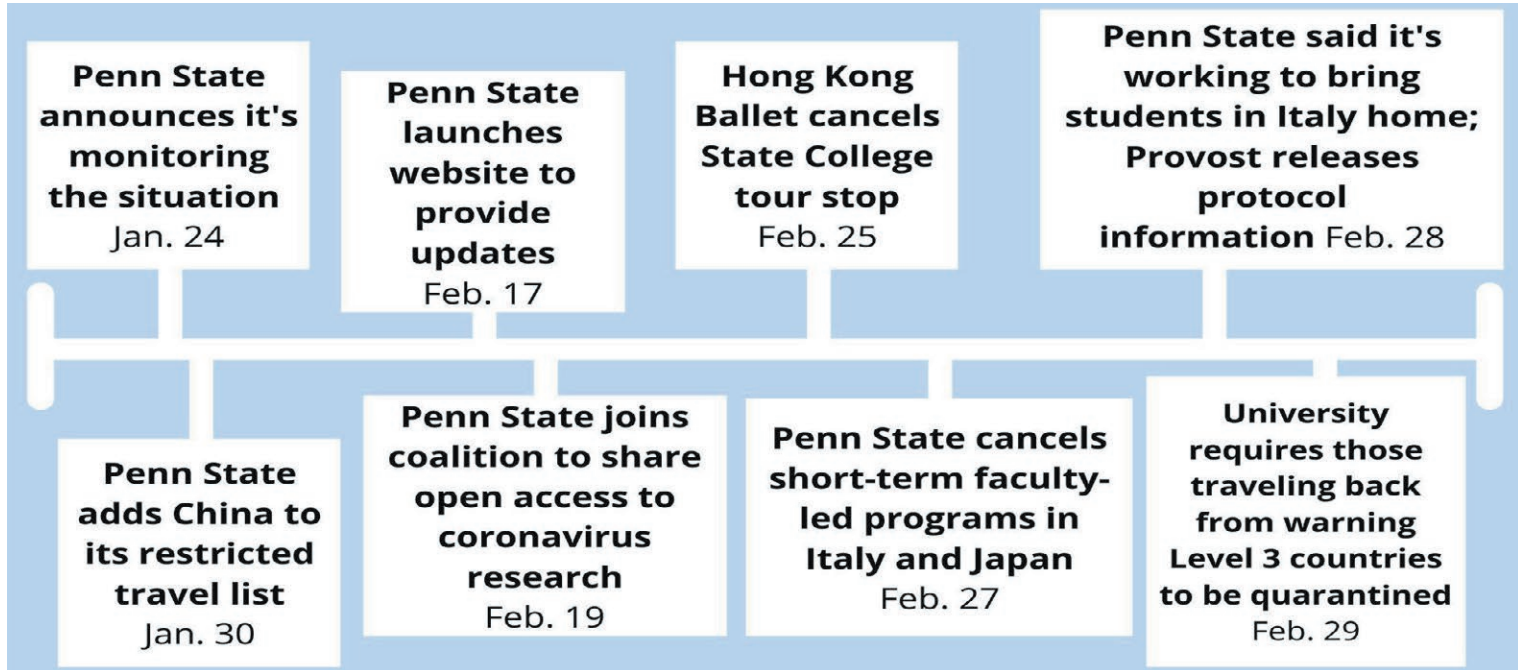 Penn State
announces it's
monitoring
the situation
Jan. 24
Penn State
adds China to
its restricted
travel list
Jan. 30
Penn State
launches
website to
provide
updates
Feb. 17
Penn State joins
coalition to share
open access to
coronavirus
research
Feb. 19
Hong Kong
Ballet cancels
State College
tour stop
Feb. 25
Penn State cancels
short-term faculty-
led programs in
Italy and Japan
Feb. 27
Penn State said it's
working to bring
students in Italy home;
Provost releases
protocol
information Feb. 28
University
requires those
traveling back
from warning
Level 3 countries
to be quarantined
Feb. 29